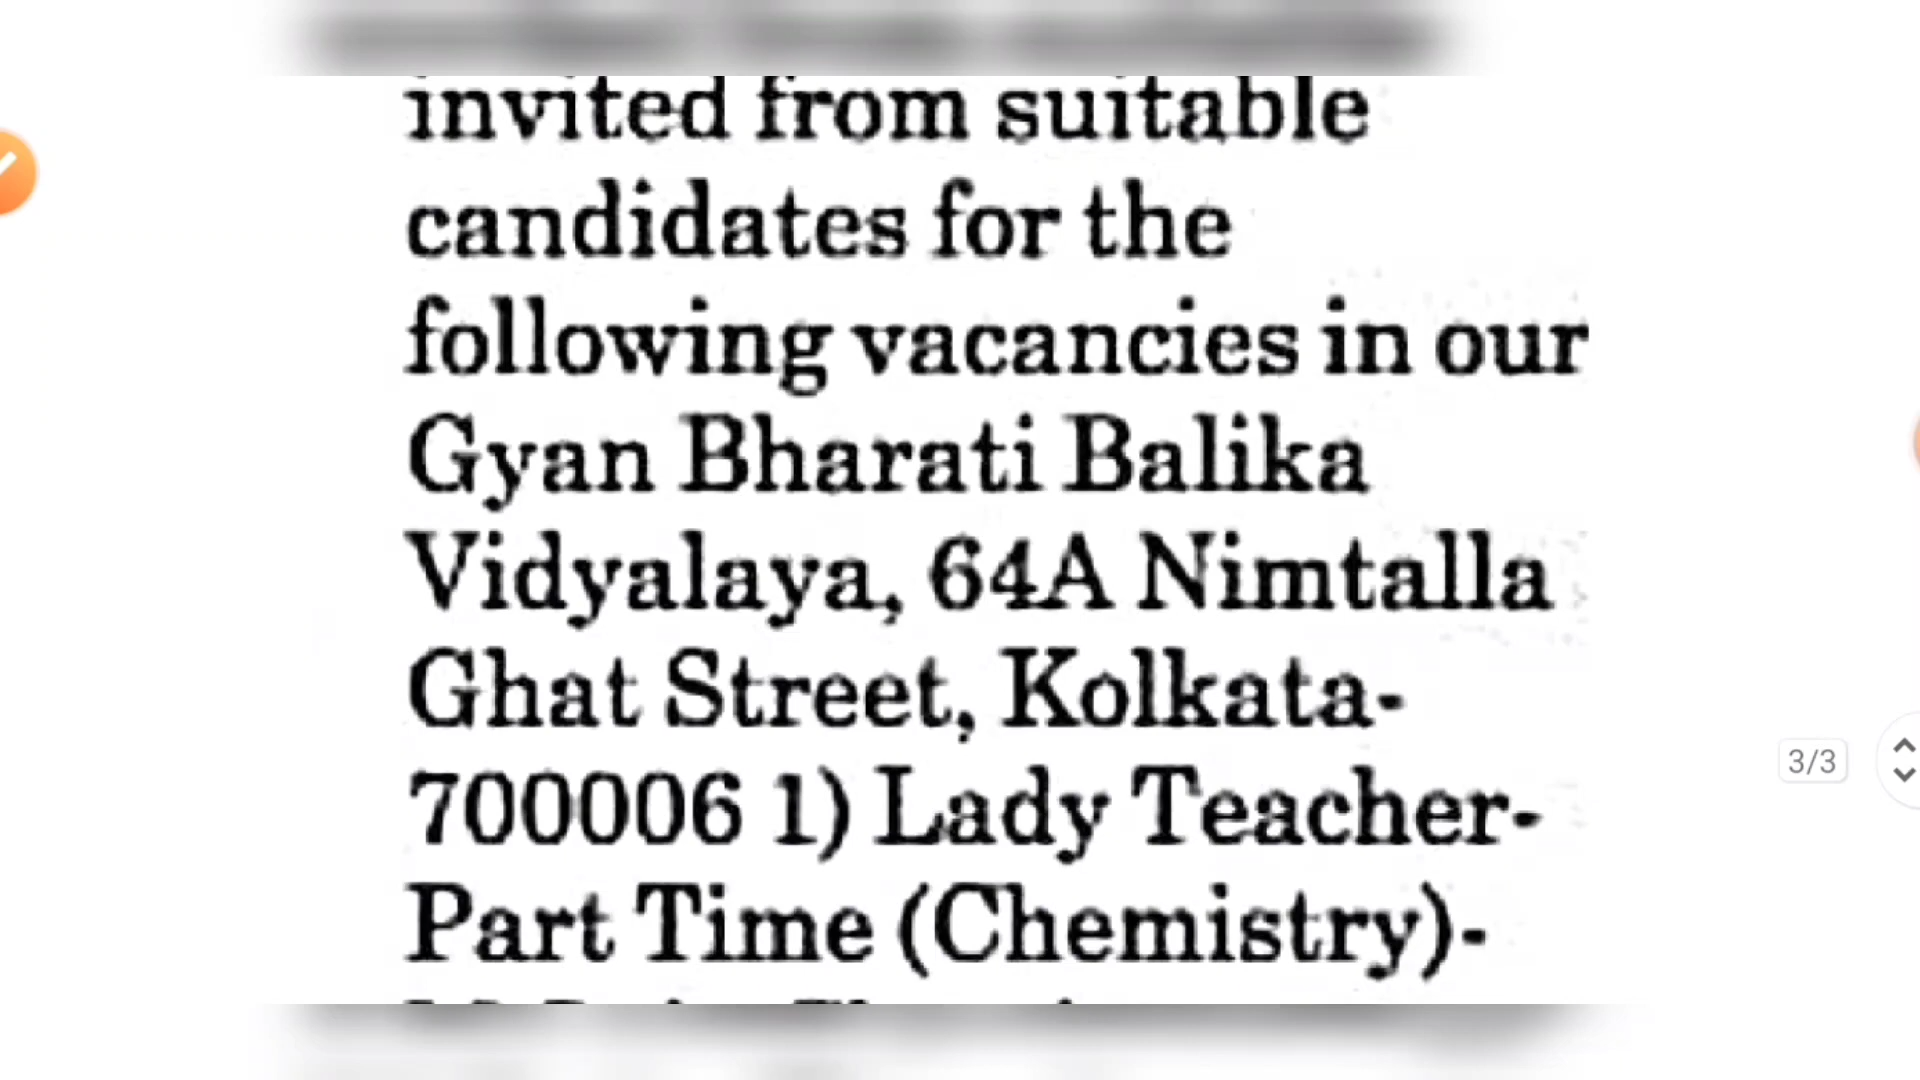 invited from suitable
candidates for the
following vacancies in our
Gyan Bharati Balika
Vidyalaya, 64A Nimtalla
Ghat Street, Kolkata-
700006 1) Lady Teacher-
Part Time (Chemistry)-
3/3